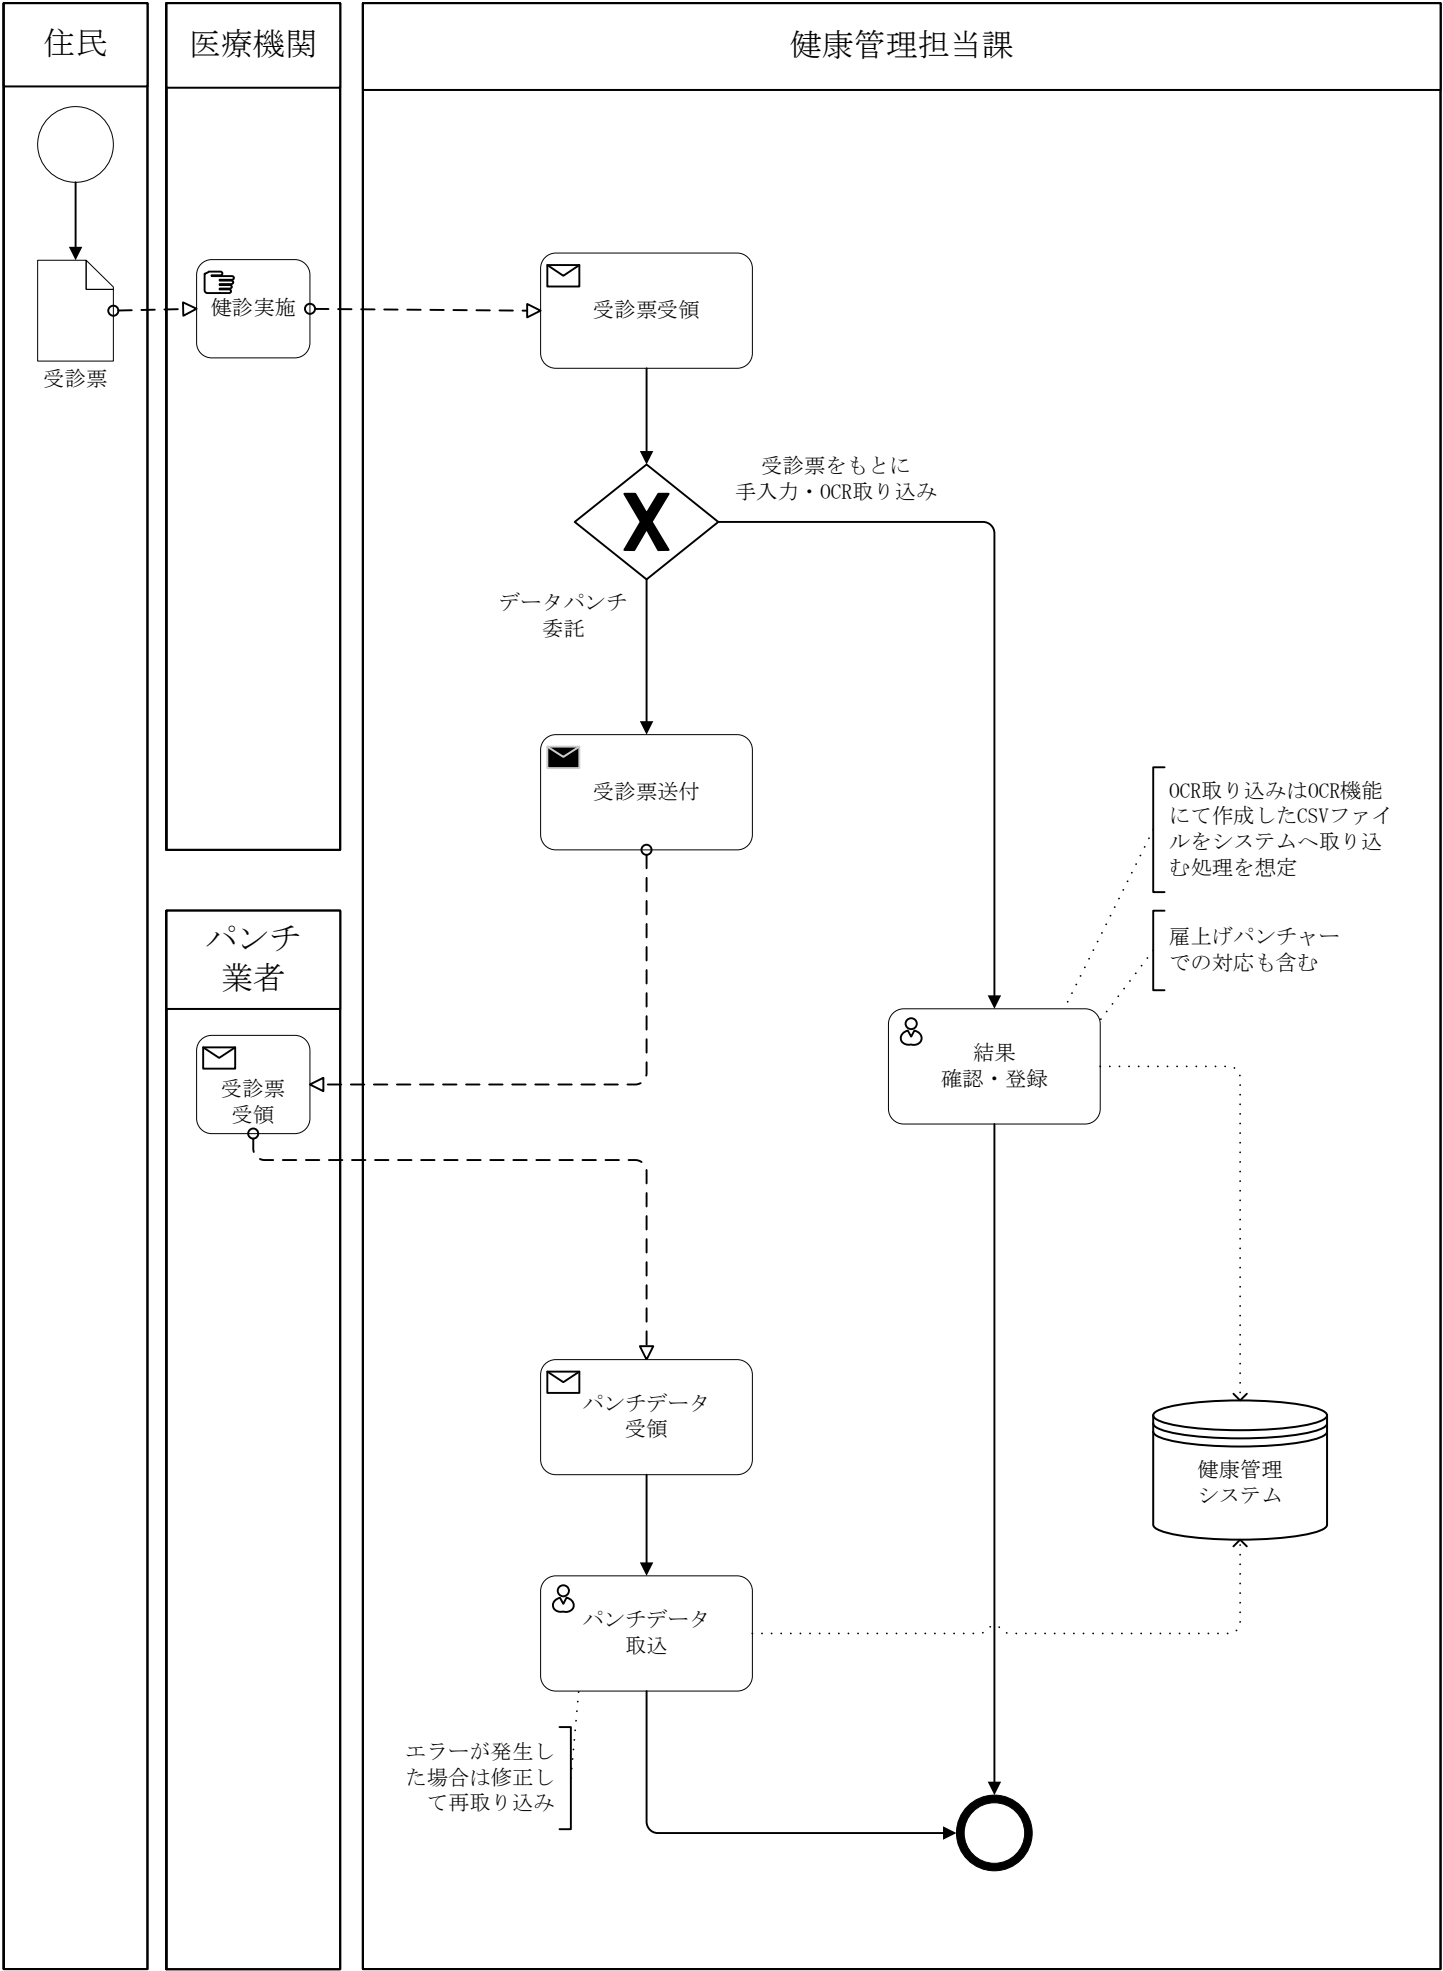 住民
医療機関
健康管理担当課
受診票
健診実施
受診票受領
受診票をもとに
手入力・OCR取り込み
データパンチ
委託
受診票送付
OCR取り込みはOCR機能
にて作成したCSVファイ
ルをシステムへ取り込
む処理を想定
雇上げパンチャー
での対応も含む
パンチ
業者
受診票
受領
結果
確認・登録
パンチデータ
受領
健康管理
システム
パンチデータ
取込
エラーが発生し
た場合は修正し
て再取り込み